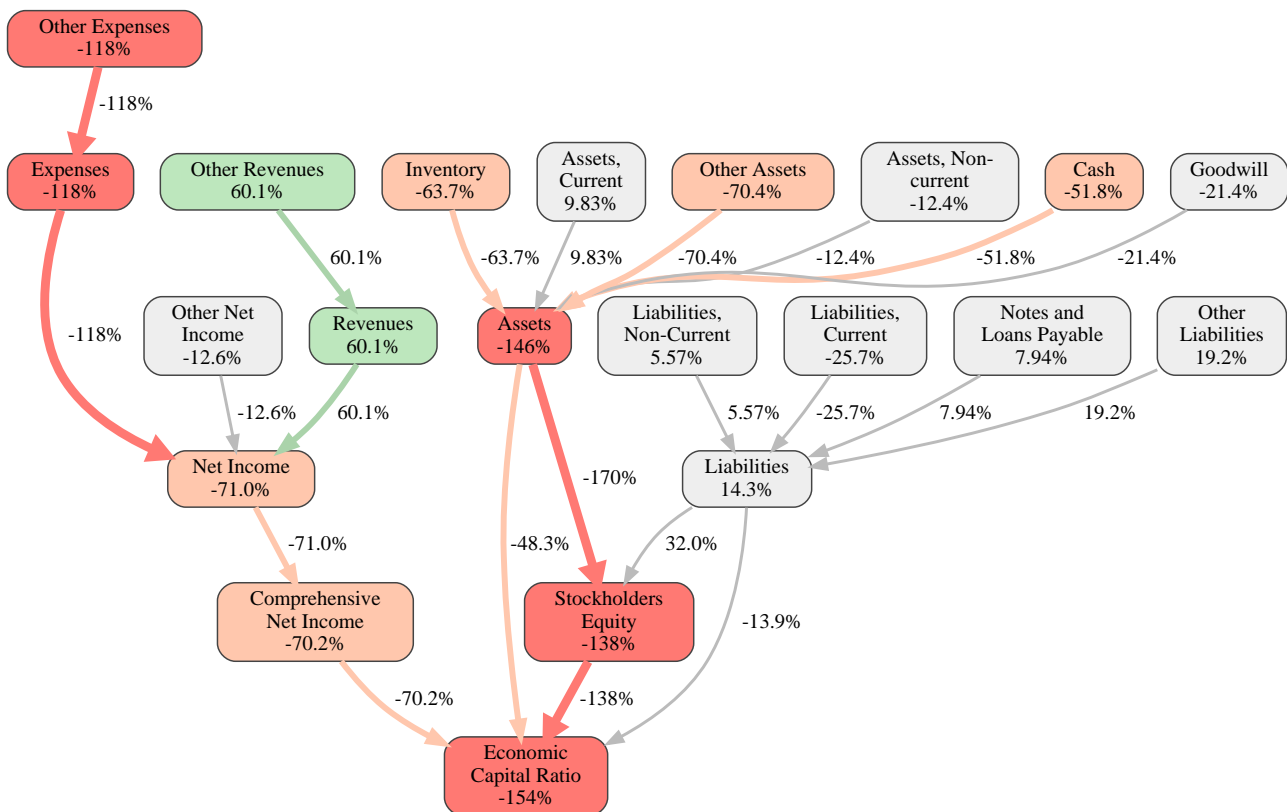 Other Expenses
-118%
-118%
Expenses
-118%
Other Revenues
60.1%
Inventory
-63.7%
Assets,
Current
9.83%
Other Assets
-70.4%
Assets, Non-
current
-12.4%
Cash
-51.8%
Goodwill
-21.4%
60.1%
-63.7%
9.83%
-70.4%
-12.4%
-51.8%
-21.4%
-118%
Other Net
Income
-12.6%
Revenues
60.1%
Assets
-146%
Liabilities,
Non-Current
5.57%
Liabilities,
Current
-25.7%
Notes and
Loans Payable
7.94%
Other
Liabilities
19.2%
-12.6%
60.1%
5.57%
-25.7%
7.94%
19.2%
Net Income
-71.0%
-170%
Liabilities
14.3%
-71.0%
-48.3%
32.0%
Comprehensive
Net Income
-70.2%
Stockholders
Equity
-138%
-13.9%
-70.2%
-138%
Economic
Capital Ratio
-154%